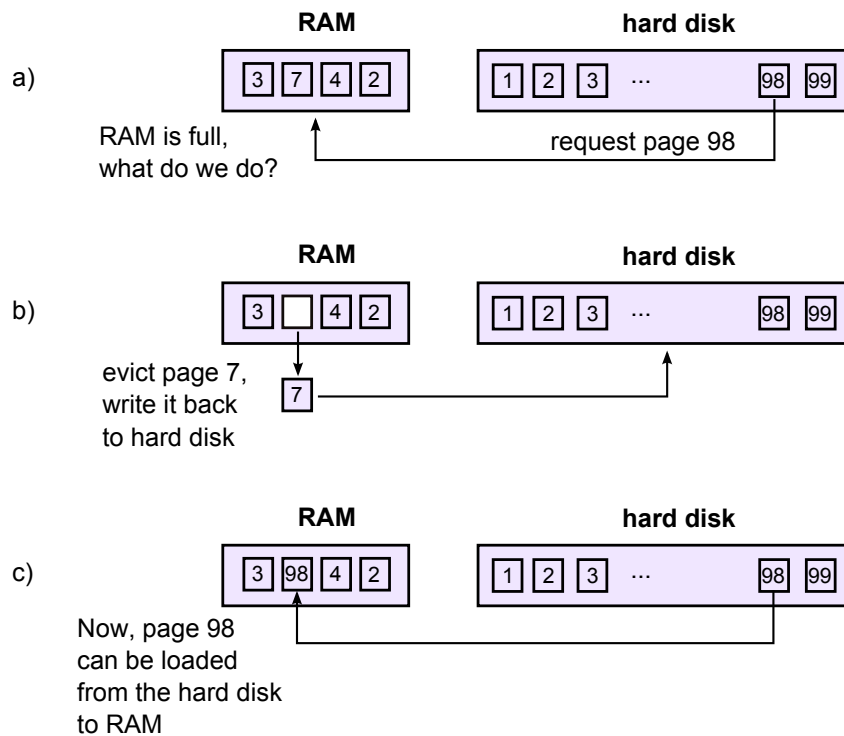 RAM hard disk
a) 3 7 4 2 1 2 3 ... 98 99
RAM is full,
what do we do?
request page 98
RAM hard disk
b) 3 4 2 1 2 3 ... 98 99
evict page 7,
write it back
to hard disk
7
RAM hard disk
c) 3 98 4 2 1 2 3 ... 98 99
Now, page 98
can be loaded
from the hard disk
to RAM